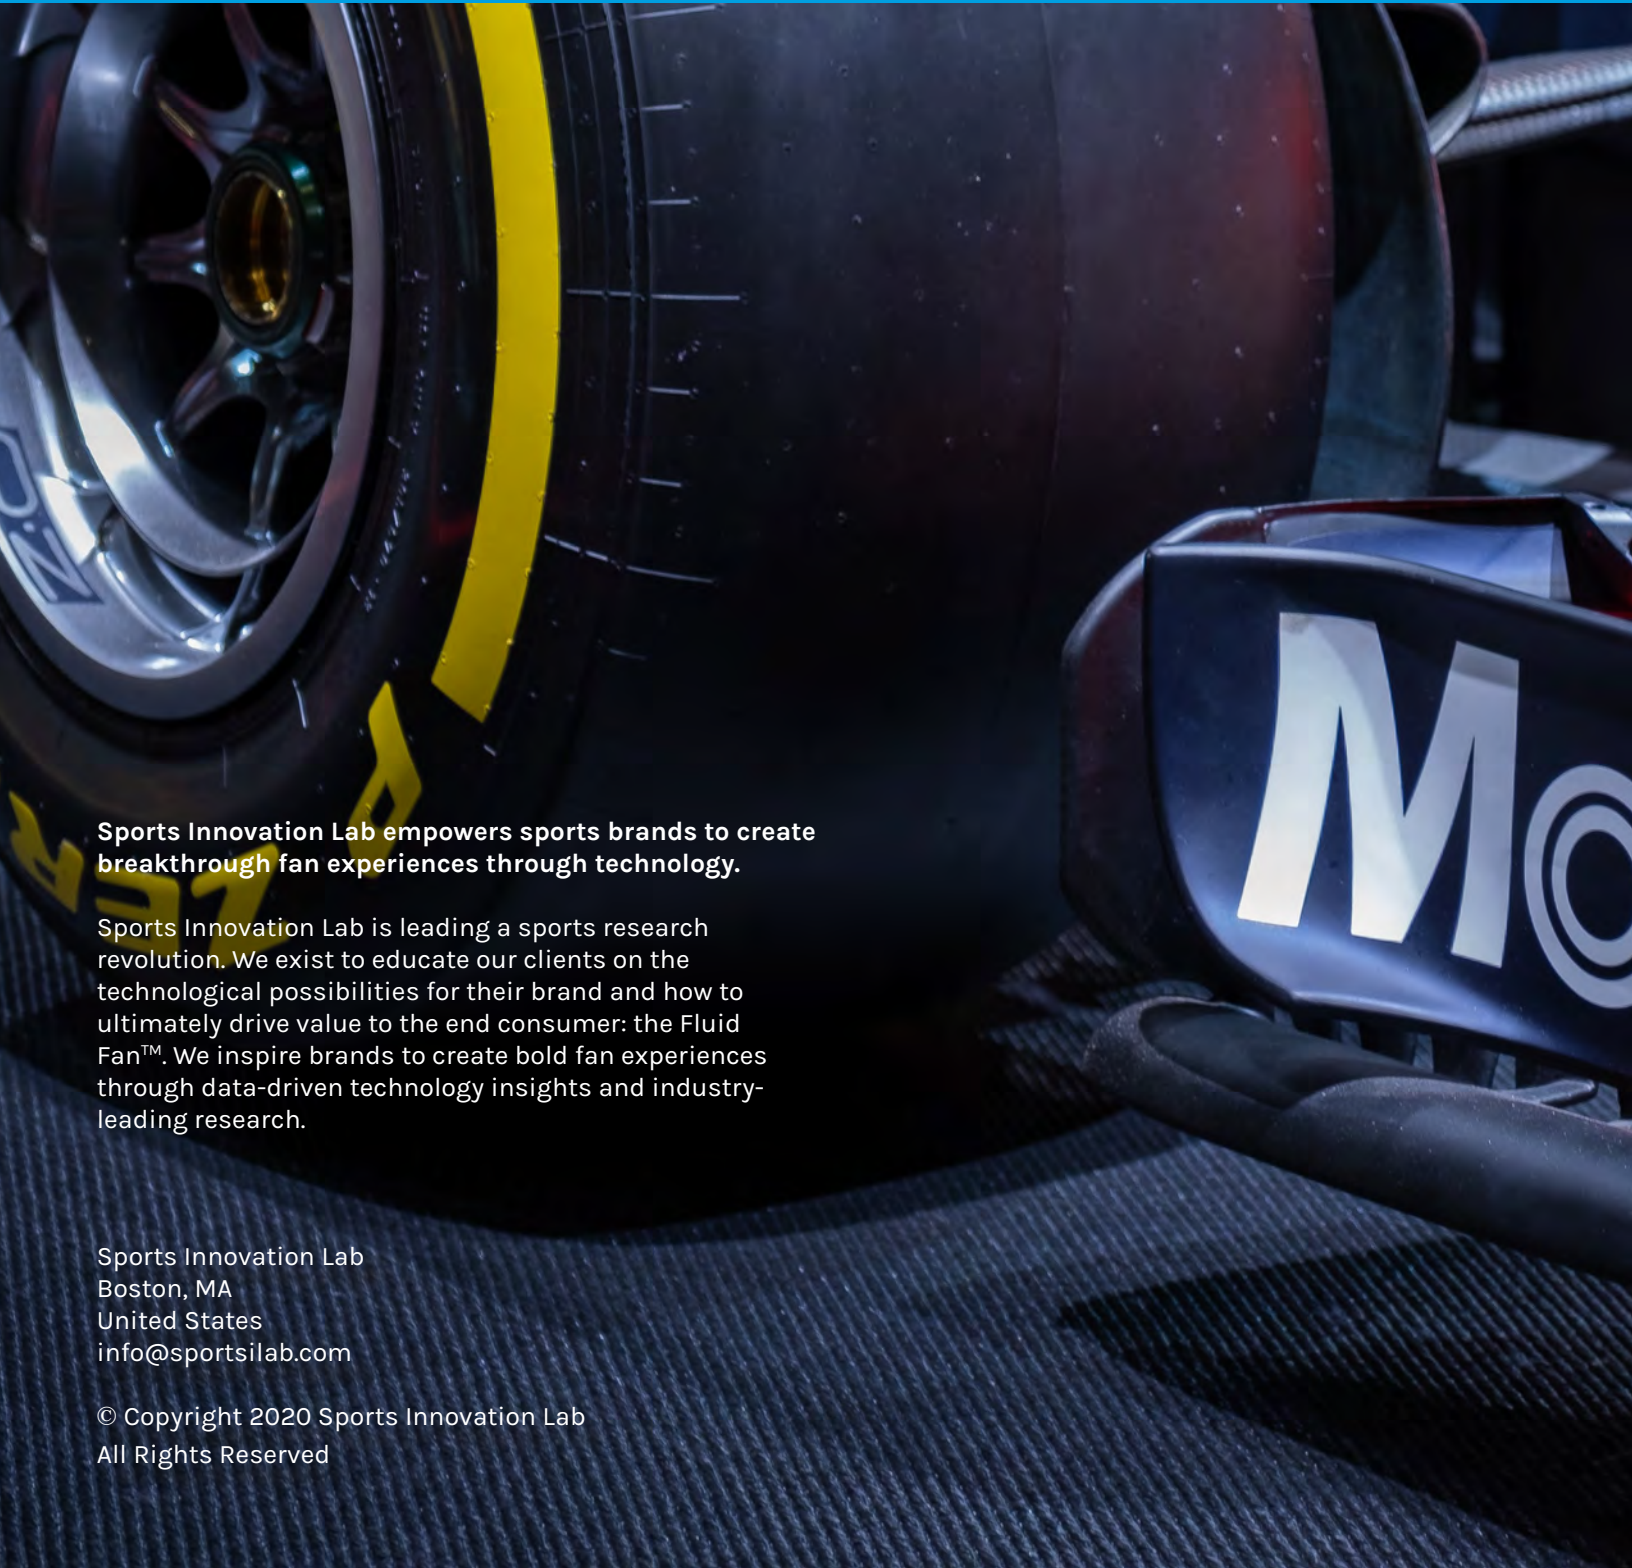 O.Z
P ZER
MO
Sports Innovation Lab empowers sports brands to create
breakthrough fan experiences through technology.
Sports Innovation Lab is leading a sports research
revolution. We exist to educate our clients on the
technological possibilities for their brand and how to
ultimately drive value to the end consumer: the Fluid
Fan™. We inspire brands to create bold fan experiences
through data-driven technology insights and industry-
leading research.
Sports Innovation Lab
Boston, MA
United States
info@sportsilab.com
© Copyright 2020 Sports Innovation Lab
All Rights Reserved